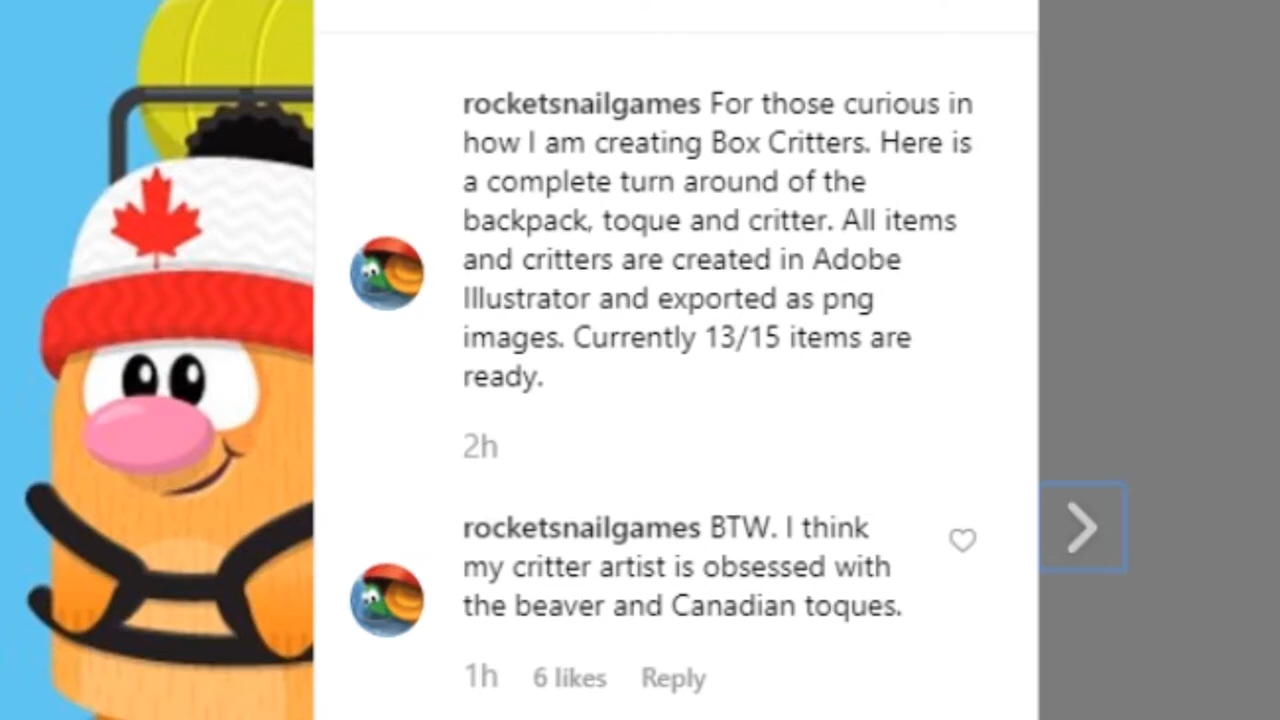 rocketsnailgames For those curious in
how I am creating Box Critters. Here is
a complete turn around of the
backpack, toque and critter. All items
and critters are created in Adobe
Illustrator and exported as png
images. Currently 13/15 items are
ready.
2h
rocketsnailgames BTW. I think
my critter artist is obsessed with
the beaver and Canadian toques.
1h 6 likes Reply